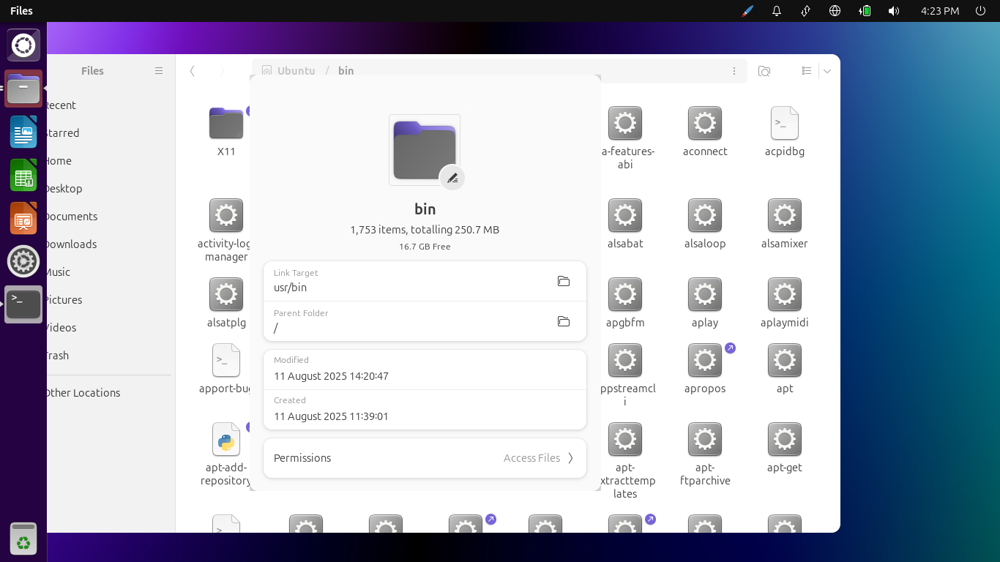 Files
4:23 PM
Files
Ubuntu / bin
Recent
Starred
Home
Desktop
Documents
Downloads
Music
Pictures
Videos
Trash
Other Locations
X11
a-features-
abi
aconnect
acpidbg
activity-log-
manager
alsabat
alsaloop
alsamixer
alsatplg
apgbfm
aplay
aplaymidi
apport-bug
ppstreamcl
i
apropos
apt
apt-add-
repository
apt-
xtracttemp
lates
apt-
ftparchive
apt-get
bin
1,753 items, totalling 250.7 MB
16.7 GB Free
Link Target
usr/bin
Parent Folder
/
Modified
11 August 2025 14:20:47
Created
11 August 2025 11:39:01
Permissions
Access Files